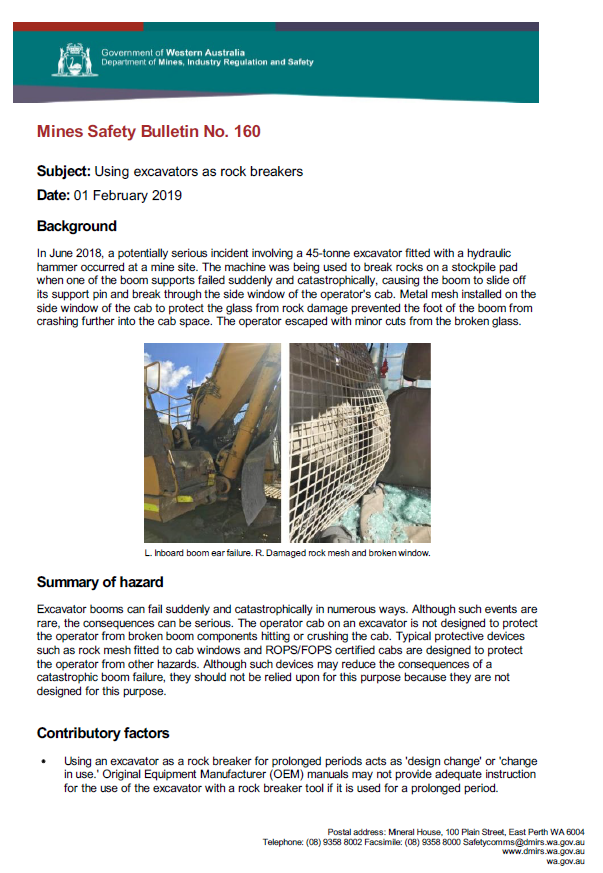 Government of Western Australia
Department of Mines, Industry Regulation and Safety
Mines Safety Bulletin No. 160
Subject: Using excavators as rock breakers
Date: 01 February 2019
Background
In June 2018, a potentially serious incident involving a 45-tonne excavator fitted with a hydraulic
hammer occurred at a mine site. The machine was being used to break rocks on a stockpile pad
when one of the boom supports failed suddenly and catastrophically, causing the boom to slide off
its support pin and break through the side window of the operator's cab. Metal mesh installed on the
side window of the cab to protect the glass from rock damage prevented the foot of the boom from
crashing further into the cab space. The operator escaped with minor cuts from the broken glass.
L. Inboard boom ear failure. R. Damaged rock mesh and broken window.
Summary of hazard
Excavator booms can fail suddenly and catastrophically in numerous ways. Although such events are
rare, the consequences can be serious. The operator cab on an excavator is not designed to protect
the operator from broken boom components hitting or crushing the cab. Typical protective devices
such as rock mesh fitted to cab windows and ROPS/FOPS certified cabs are designed to protect
the operator from other hazards. Although such devices may reduce the consequences of a
catastrophic boom failure, they should not be relied upon for this purpose because they are not
designed for this purpose.
Contributory factors
• Using an excavator as a rock breaker for prolonged periods acts as 'design change' or 'change
in use.' Original Equipment Manufacturer (OEM) manuals may not provide adequate instruction
for the use of the excavator with a rock breaker tool if it is used for a prolonged period.
Postal address: Mineral House, 100 Plain Street, East Perth WA 6004
Telephone: (08) 9358 8002 Facsimile: (08) 9358 8000 Safetycomms@dmirs.wa.gov.au
www.dmirs.wa.gov.au
wa.gov.au